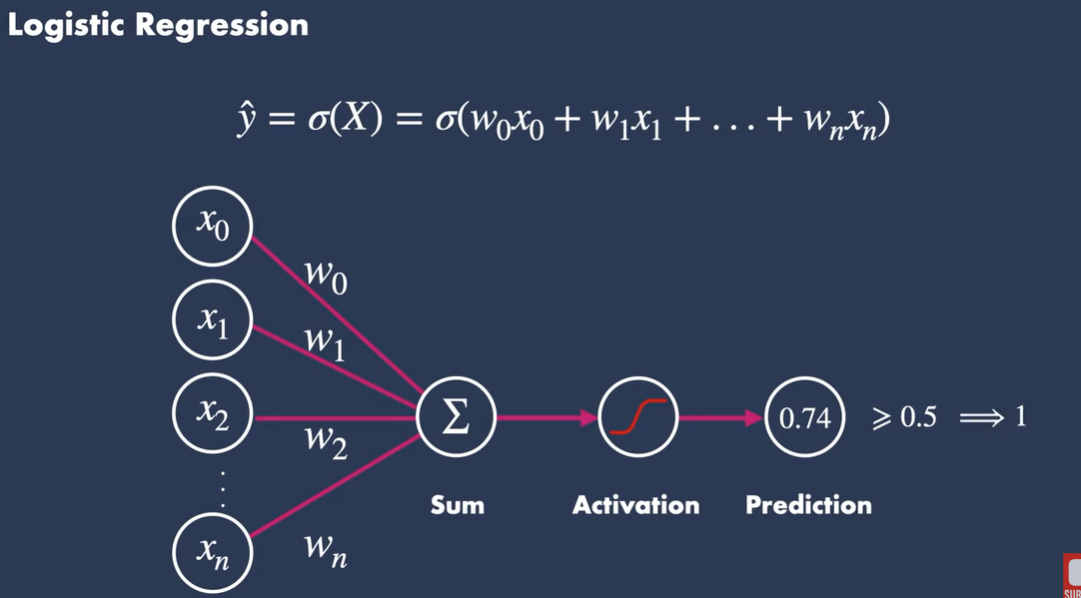 Logistic Regression
ŷ = σ(X) = σ(w₀x₀ + w₁x₁ + . . . + wₙxₙ)
x₀
w₀
x₁
w₁
x₂
w₂
Σ
0.74
⩾ 0.5 ⟹ 1
⋮
Sum
Activation
Prediction
xₙ
wₙ
SUB